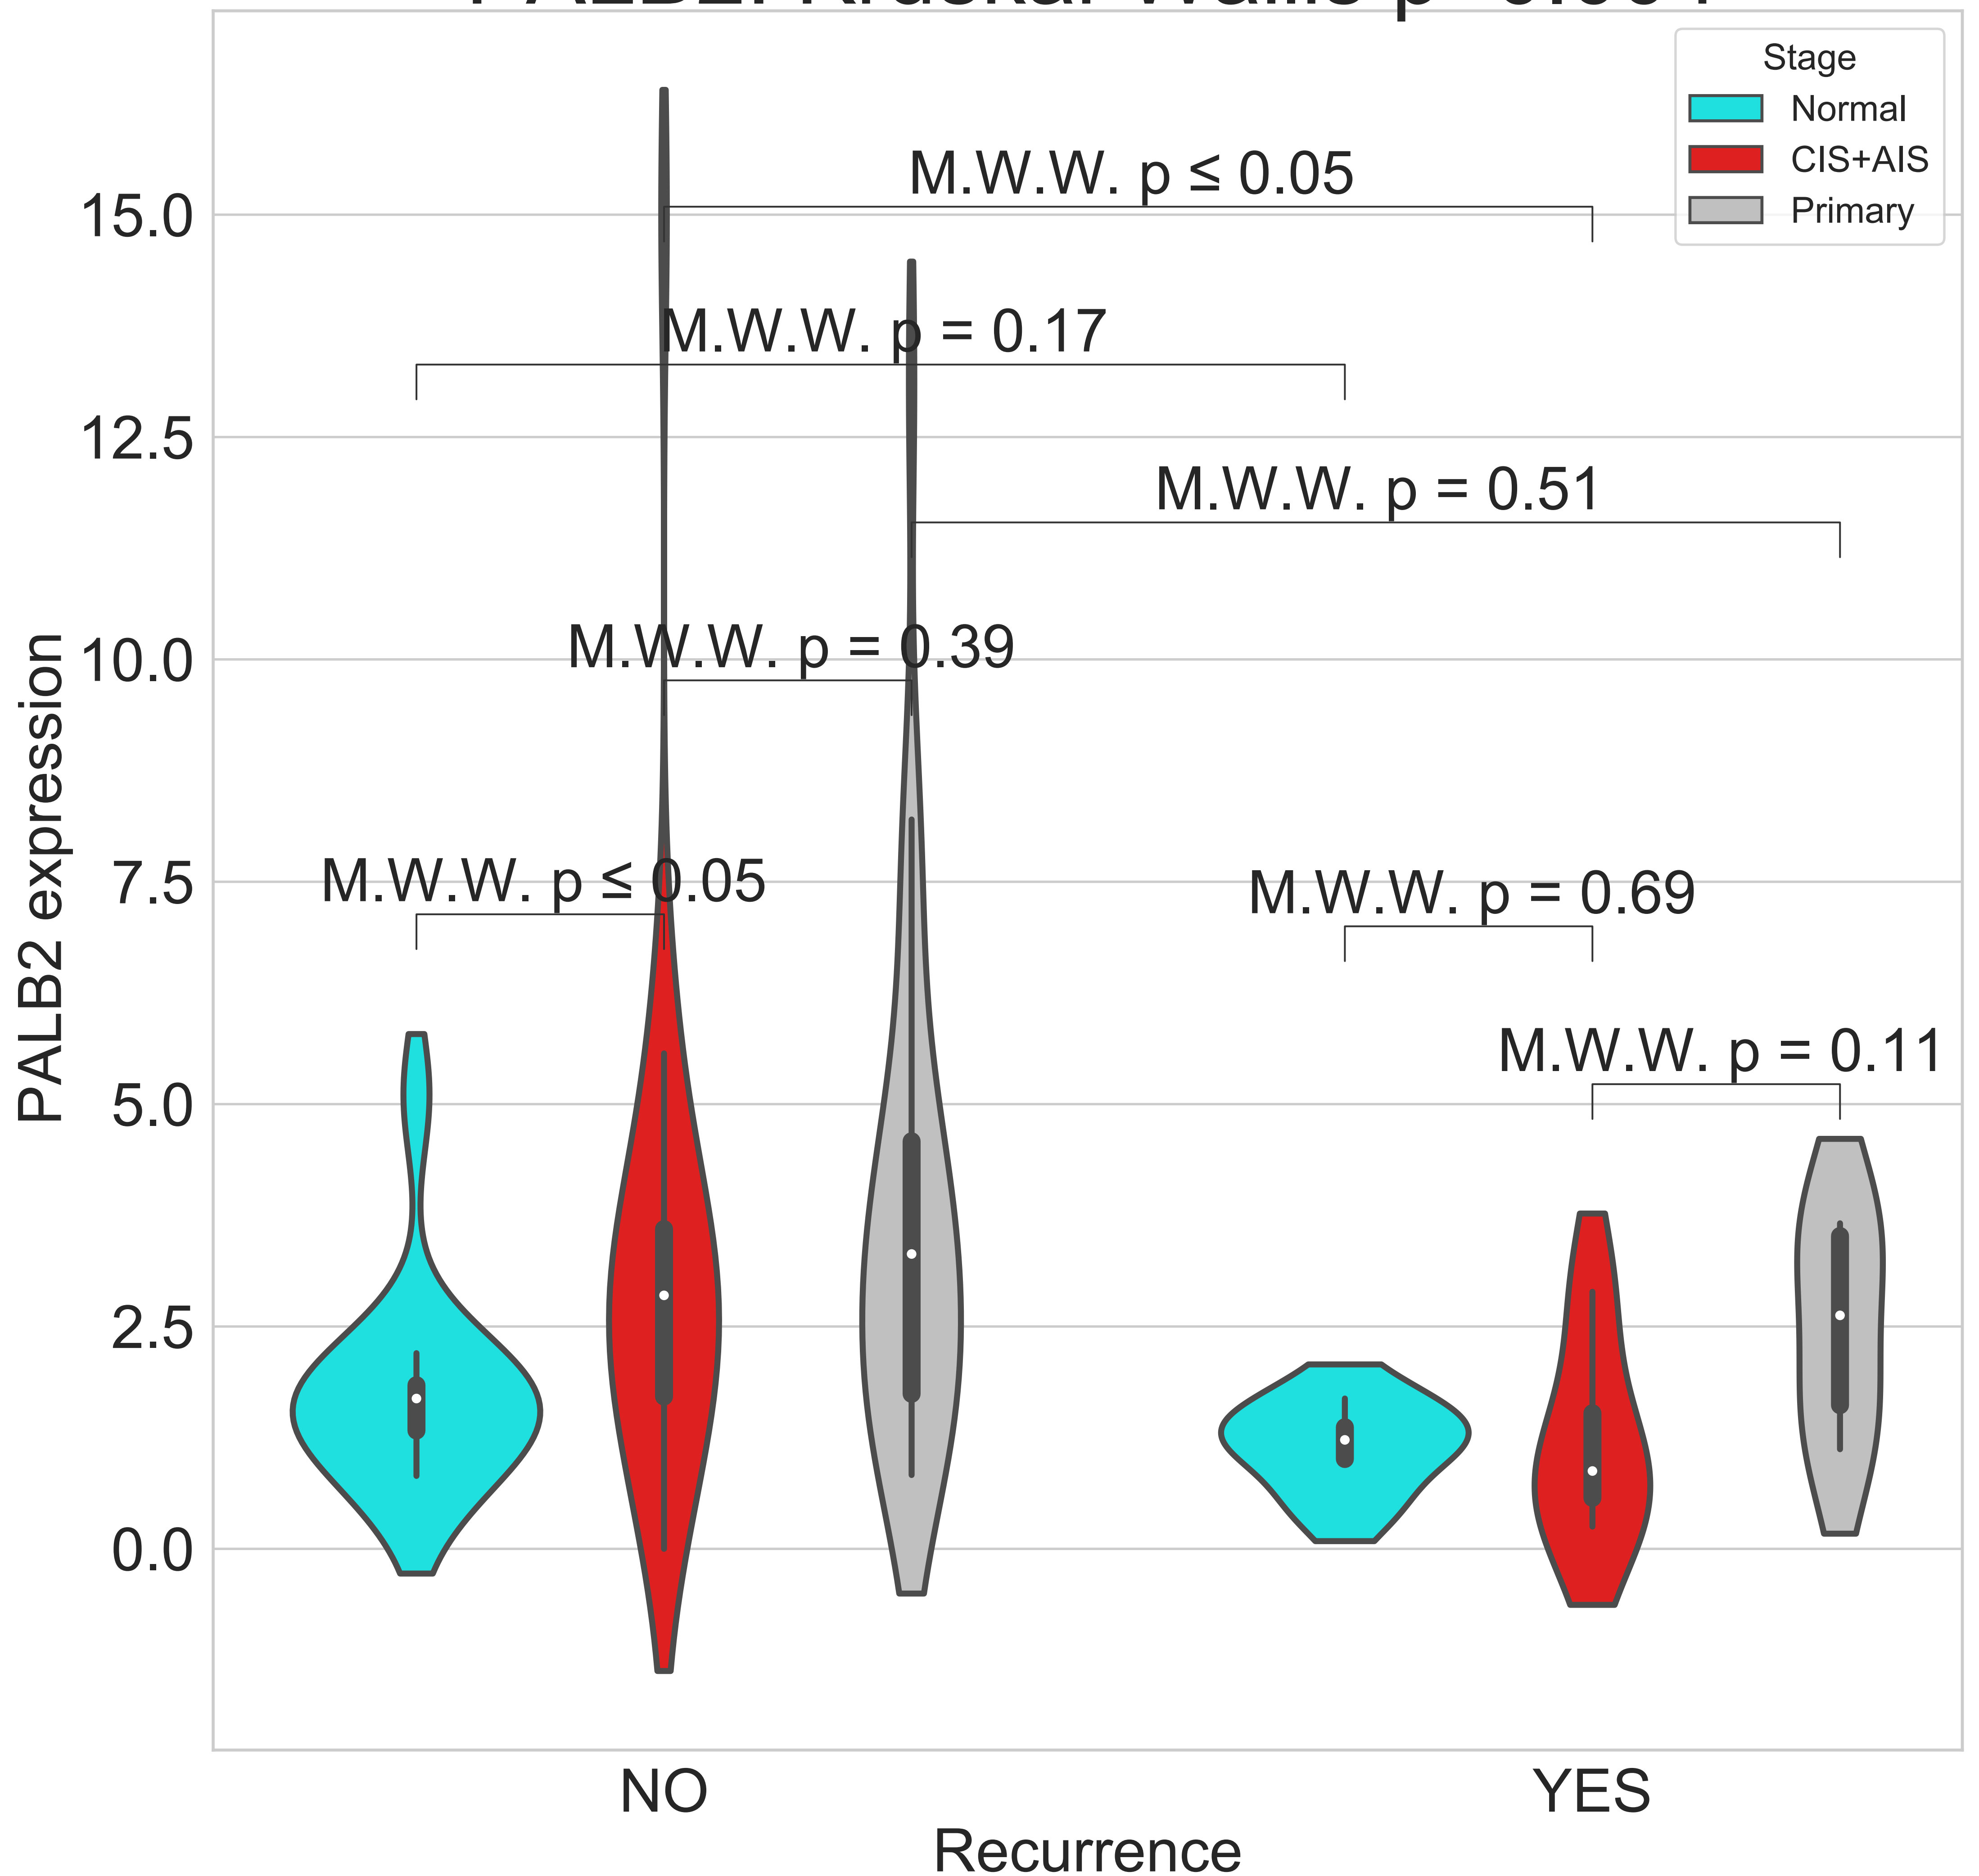 Stage
Normal
CIS+AIS
Primary
M.W.W. p ≤ 0.05
M.W.W. p = 0.17
M.W.W. p = 0.51
M.W.W. p = 0.39
M.W.W. p ≤ 0.05
M.W.W. p = 0.69
M.W.W. p = 0.11
PALB2 expression
15.0
12.5
10.0
7.5
5.0
2.5
0.0
NO
YES
Recurrence